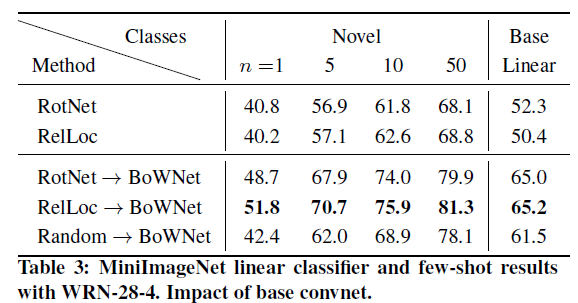 Classes Novel Base
Method n =1 5 10 50 Linear
RotNet 40.8 56.9 61.8 68.1 52.3
RelLoc 40.2 57.1 62.6 68.8 50.4
RotNet → BoWNet 48.7 67.9 74.0 79.9 65.0
RelLoc → BoWNet 51.8 70.7 75.9 81.3 65.2
Random → BoWNet 42.4 62.0 68.9 78.1 61.5
Table 3: MiniImageNet linear classifier and few-shot results
with WRN-28-4. Impact of base convnet.